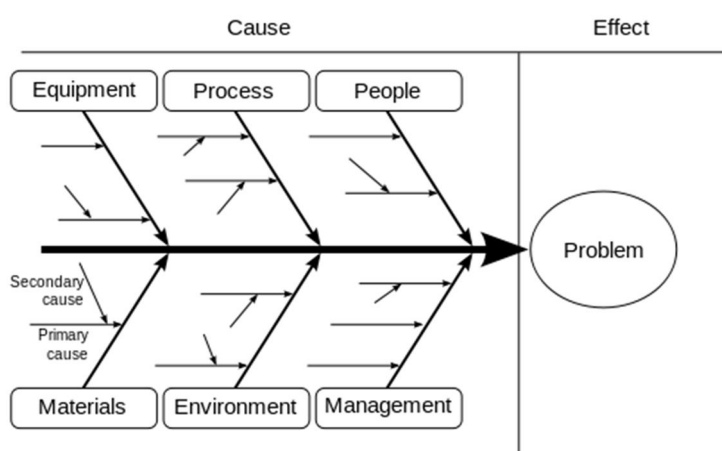 Cause
Effect
Equipment
Process
People
Problem
Secondary
cause
Primary
cause
Materials
Environment
Management